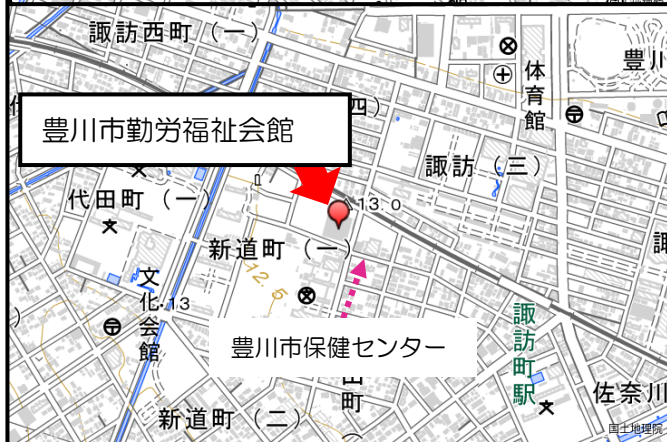 諏訪西町（一）
豊川
体育館
四）
豊川市勤労福祉会館
諏訪（三）
代田町（一）
13.0
新道町（一）
12.5
文化会館
13
諏訪町駅
豊川市保健センター
田町
佐奈川
新道町（二）
国土地理院